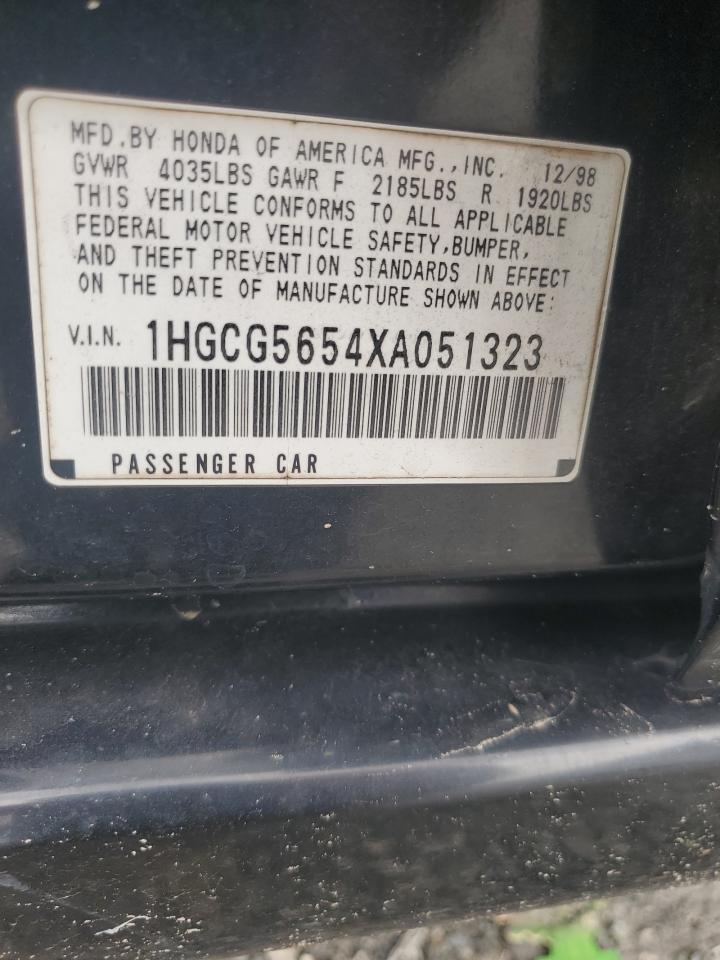 MFD.BY HONDA OF AMERICA MFG.,INC. 12/98
GVWR 4035LBS GAWR F 2185LBS R 1920LBS
THIS VEHICLE CONFORMS TO ALL APPLICABLE
FEDERAL MOTOR VEHICLE SAFETY,BUMPER,
AND THEFT PREVENTION STANDARDS IN EFFECT
ON THE DATE OF MANUFACTURE SHOWN ABOVE:
V.I.N. 1HGCG5654XA051323
PASSENGER CAR